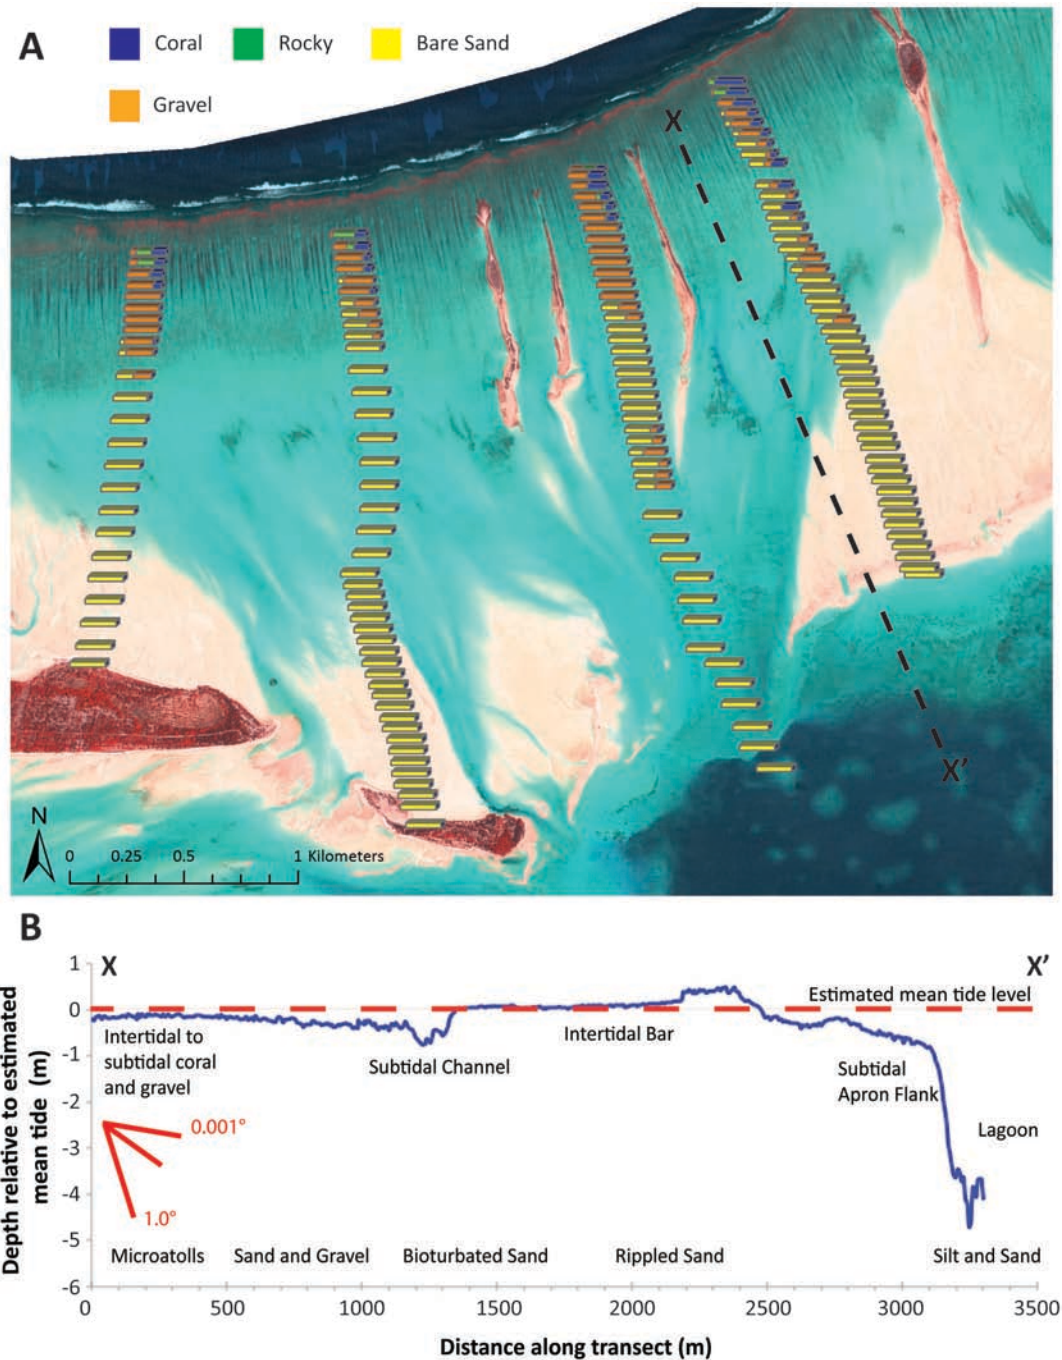 A
Coral
Rocky
Bare Sand
Gravel
X
X'
N
0 0.25 0.5 1 Kilometers
B
X
X'
Depth relative to estimated
mean tide (m)
1
0
-1
-2
-3
-4
-5
-6
Estimated mean tide level
Intertidal to
subtidal coral
and gravel
Subtidal Channel
Intertidal Bar
Subtidal
Apron Flank
Lagoon
0.001°
1.0°
Microatolls
Sand and Gravel
Bioturbated Sand
Rippled Sand
Silt and Sand
0 500 1000 1500 2000 2500 3000 3500
Distance along transect (m)